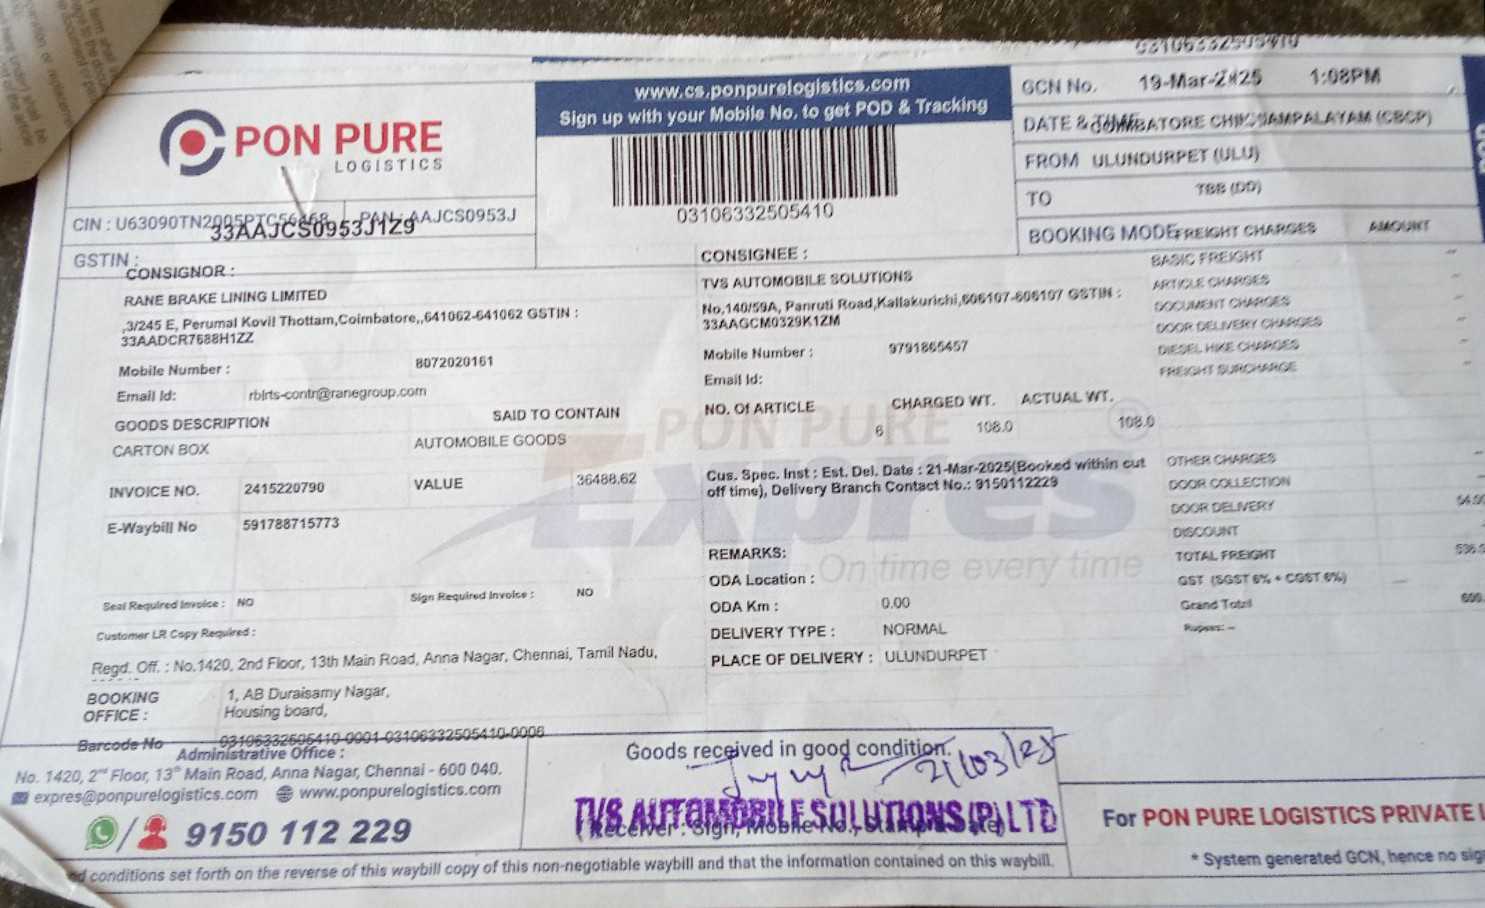 03106332505410
www.cs.ponpurelogistics.com
Sign up with your Mobile No. to get POD & Tracking
GCN No. 19-Mar-2025 1:08PM
DATE & TIME COIMBATORE CHINNAMPALAYAM (CBCP)
FROM ULUNDURPET (ULU)
TO TBB (DD)
BOOKING MODE FREIGHT CHARGES AMOUNT
PON PURE
LOGISTICS
03106332505410
CIN : U63090TN2005PTC56468 PAN : AAJCS0953J
33AAJCS0953J1Z9
GSTIN :
CONSIGNOR :
RANE BRAKE LINING LIMITED
,3/245 E, Perumal Kovil Thottam,Coimbatore,,641062-641062 GSTIN :
33AADCR7688H1ZZ
Mobile Number : 8072020161
Email Id: rblrts-contr@ranegroup.com
GOODS DESCRIPTION SAID TO CONTAIN
CARTON BOX AUTOMOBILE GOODS
INVOICE NO. 2415220790 VALUE 36488.62
E-Waybill No 591788715773
Seal Required Invoice : NO Sign Required Invoice : NO
Customer LR Copy Required :
Regd. Off. : No.1420, 2nd Floor, 13th Main Road, Anna Nagar, Chennai, Tamil Nadu,
BOOKING OFFICE : 1, AB Duraisamy Nagar,
Housing board,
Barcode No 03106332505410-0001-03106332505410-0006
CONSIGNEE :
TVS AUTOMOBILE SOLUTIONS
No,140/59A, Panruti Road,Kallakurichi,606107-606107 GSTIN :
33AAGCM0329K1ZM
Mobile Number : 9791865457
Email Id:
NO. Of ARTICLE CHARGED WT. ACTUAL WT.
6 108.0 108.0
PON PURE
Expres
On time every time
Cus. Spec. Inst : Est. Del. Date : 21-Mar-2025(Booked within cut
off time), Delivery Branch Contact No.: 9150112229
REMARKS:
ODA Location :
ODA Km : 0.00
DELIVERY TYPE : NORMAL
PLACE OF DELIVERY : ULUNDURPET
BASIC FREIGHT -
ARTICLE CHARGES -
DOCUMENT CHARGES -
DOOR DELIVERY CHARGES -
DIESEL HIKE CHARGES -
FREIGHT SURCHARGE -
OTHER CHARGES -
DOOR COLLECTION -
DOOR DELIVERY
DISCOUNT
TOTAL FREIGHT
GST (SGST 6% + CGST 6%)
Grand Total
Rupees: -
Administrative Office :
No. 1420, 2nd Floor, 13th Main Road, Anna Nagar, Chennai - 600 040.
expres@ponpurelogistics.com www.ponpurelogistics.com
9150 112 229
Goods received in good condition.
21/03/25
TVS AUTOMOBILE SOLUTIONS (P) LTD
(Receiver : Sign, Mobile No., Stamp & Date)
For PON PURE LOGISTICS PRIVATE
* System generated GCN, hence no
conditions set forth on the reverse of this waybill copy of this non-negotiable waybill and that the information contained on this waybill.